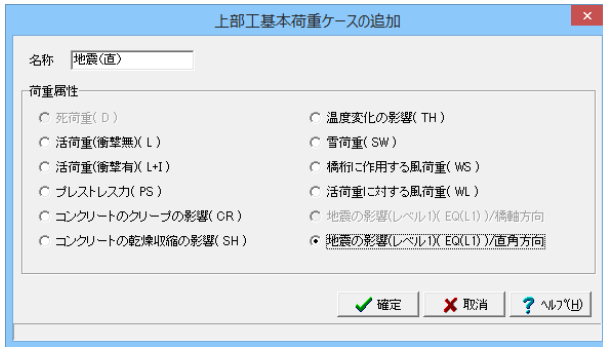 上部工基本荷重ケースの追加
名称 地震(直)
荷重属性
死荷重( D )
活荷重(衝撃無)( L )
活荷重(衝撃有)( L+I )
プレストレス力( PS )
コンクリートのクリープの影響( CR )
コンクリートの乾燥収縮の影響( SH )
温度変化の影響( TH )
雪荷重( SW )
橋桁に作用する風荷重( WS )
活荷重に対する風荷重( WL )
地震の影響(レベル1)( EQ(L1) )/橋軸方向
地震の影響(レベル1)( EQ(L1) )/直角方向
確定 取消 ? ヘルプ(H)